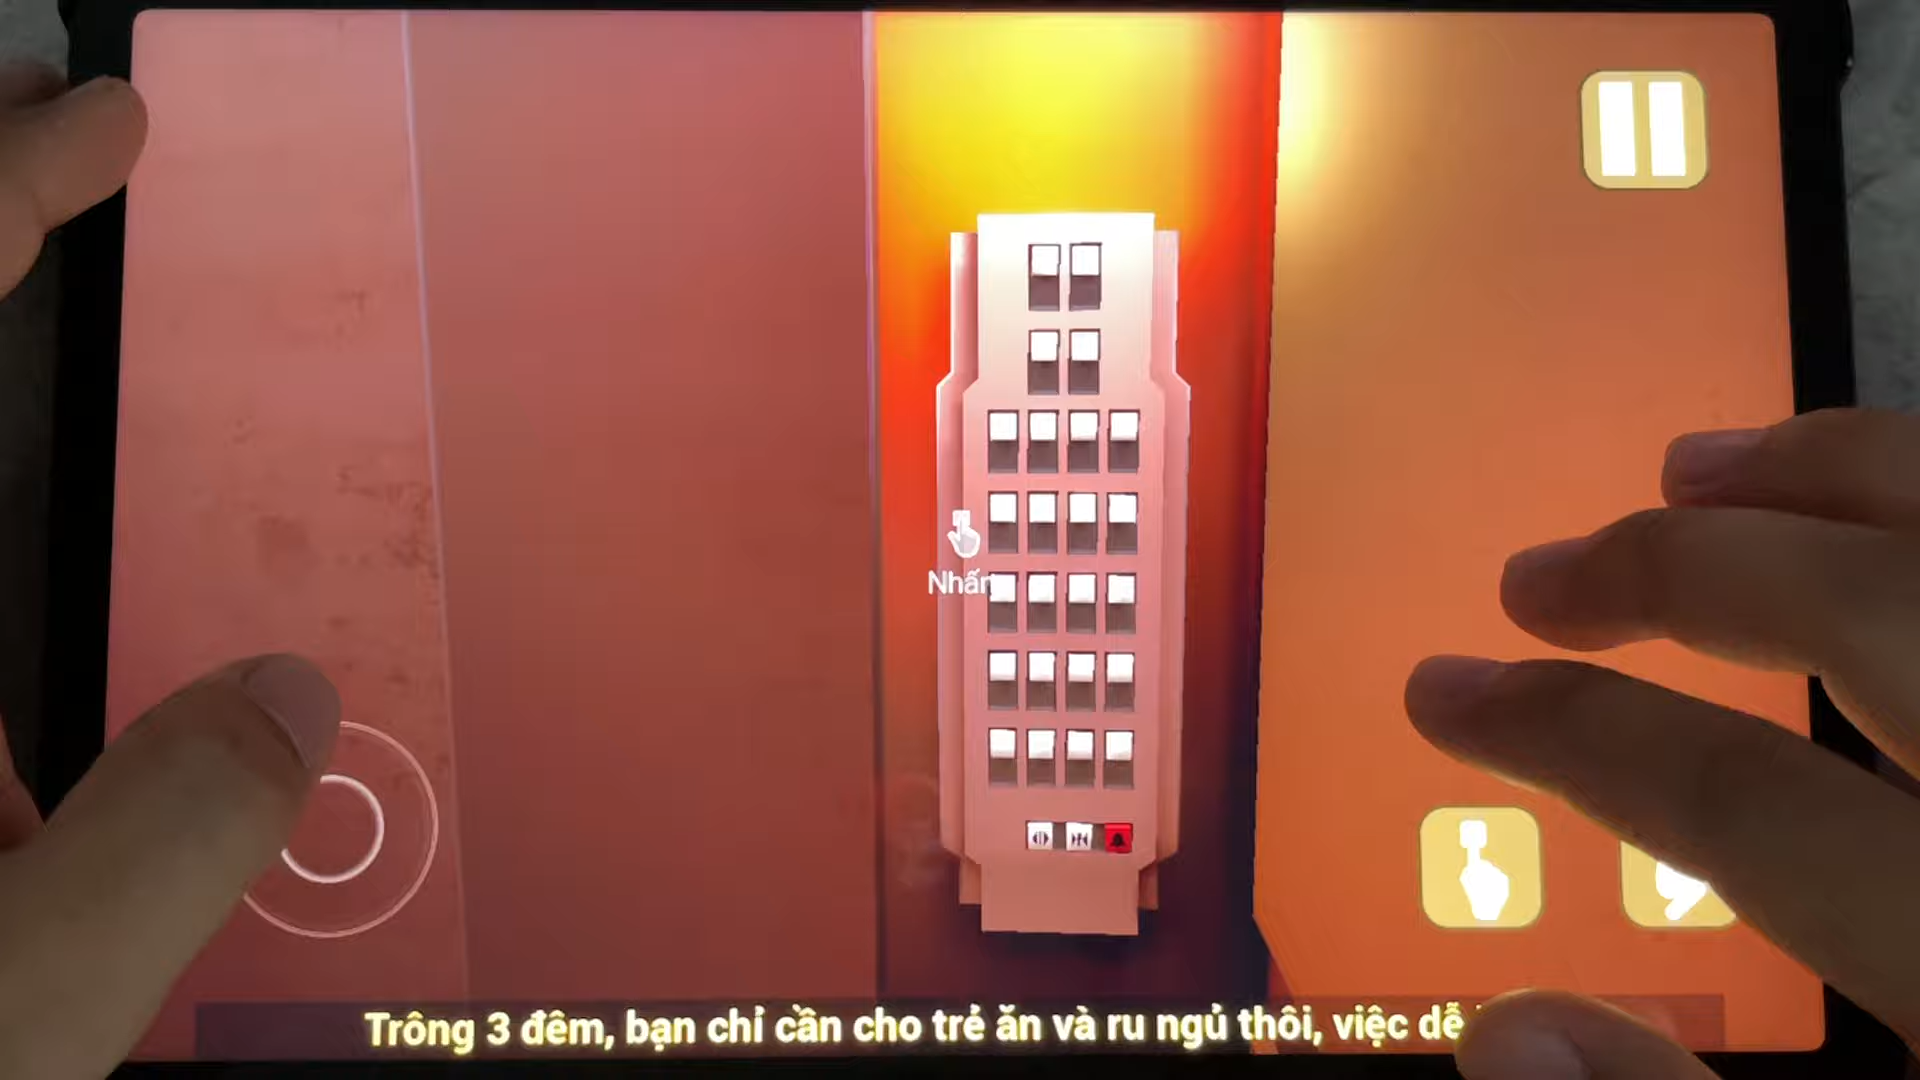 Nhấn
Trông 3 đêm, bạn chỉ cần cho trẻ ăn và ru ngủ thôi, việc dễ